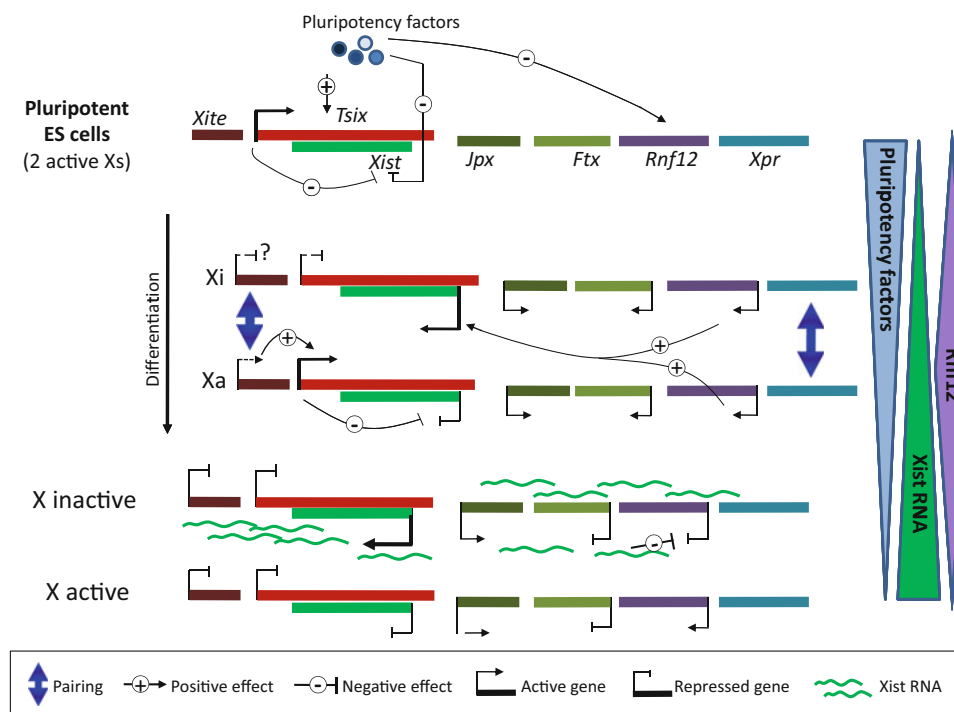 Pluripotency factors
Pluripotent
ES cells
(2 active Xs)
Xite
Tsix
Xist
Jpx
Ftx
Rnf12
Xpr
+
-
-
-
Differentiation
Xi
?
Xa
+
-
+
+
X inactive
-
X active
Pluripotency factors
Xist RNA
Rnf12
Pairing
+ Positive effect
- Negative effect
Active gene
Repressed gene
Xist RNA